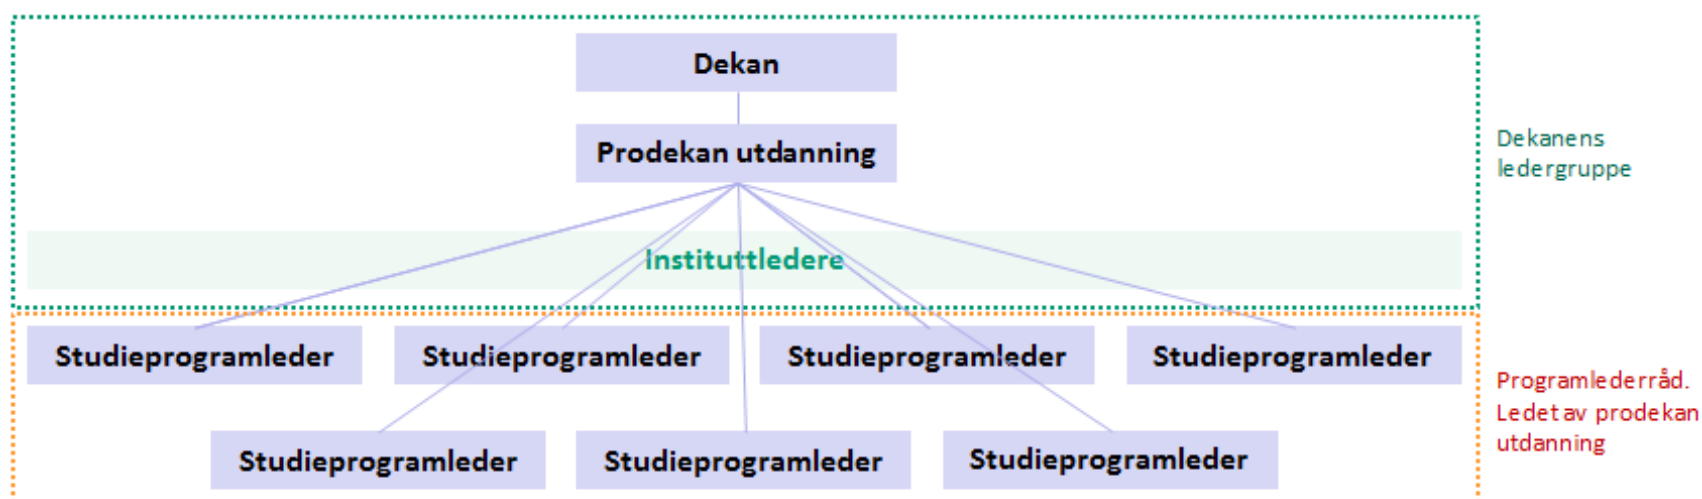 Dekan
Prodekan utdanning
Dekanens
ledergruppe
Instituttledere
Studieprogramleder
Studieprogramleder
Studieprogramleder
Studieprogramleder
Programlederråd.
Ledet av prodekan
utdanning
Studieprogramleder
Studieprogramleder
Studieprogramleder